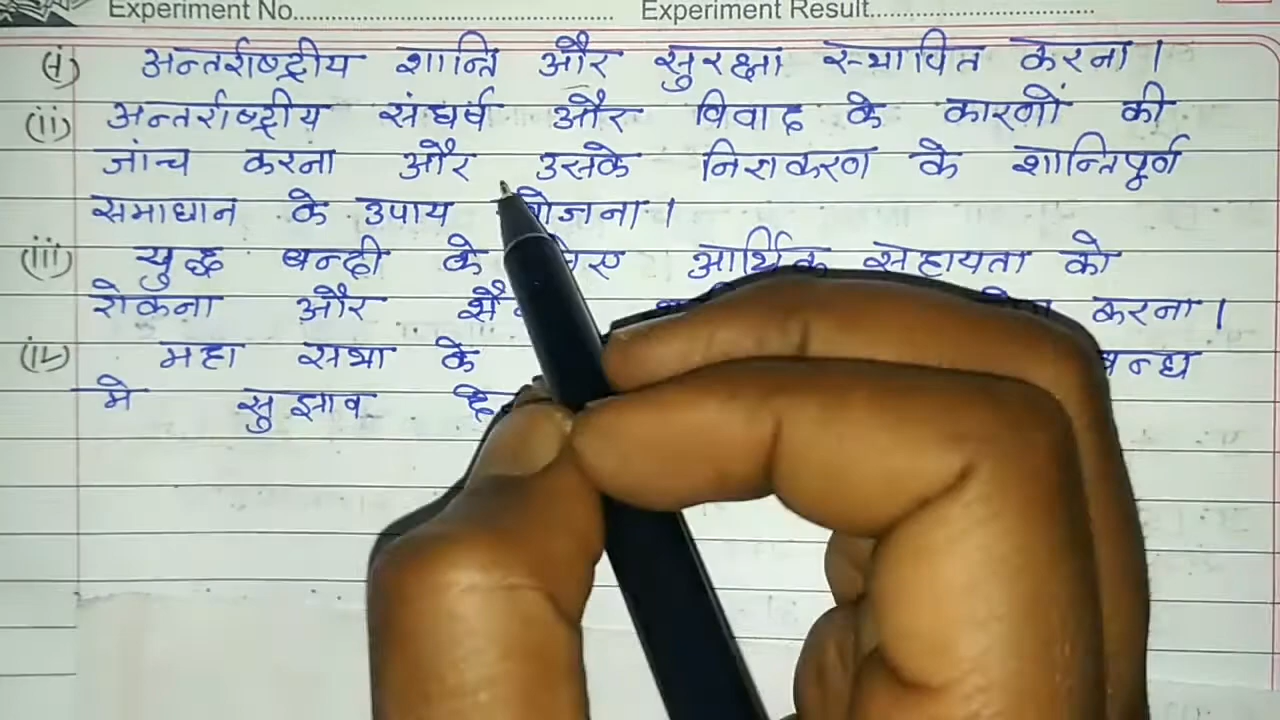 Experiment No. Experiment Result
(i) अन्तर्राष्ट्रीय शान्ति और सुरक्षा स्थापित करना।
(ii) अन्तर्राष्ट्रीय संघर्ष और विवाद के कारणों की
जांच करना और उसके निराकरण के शान्तिपूर्ण
समाधान के उपाय
(iii) युद्ध बन्दी के आर्थिक सहायता को
रोकना और करना।
(iv) महा सभा के
मे सुझाव